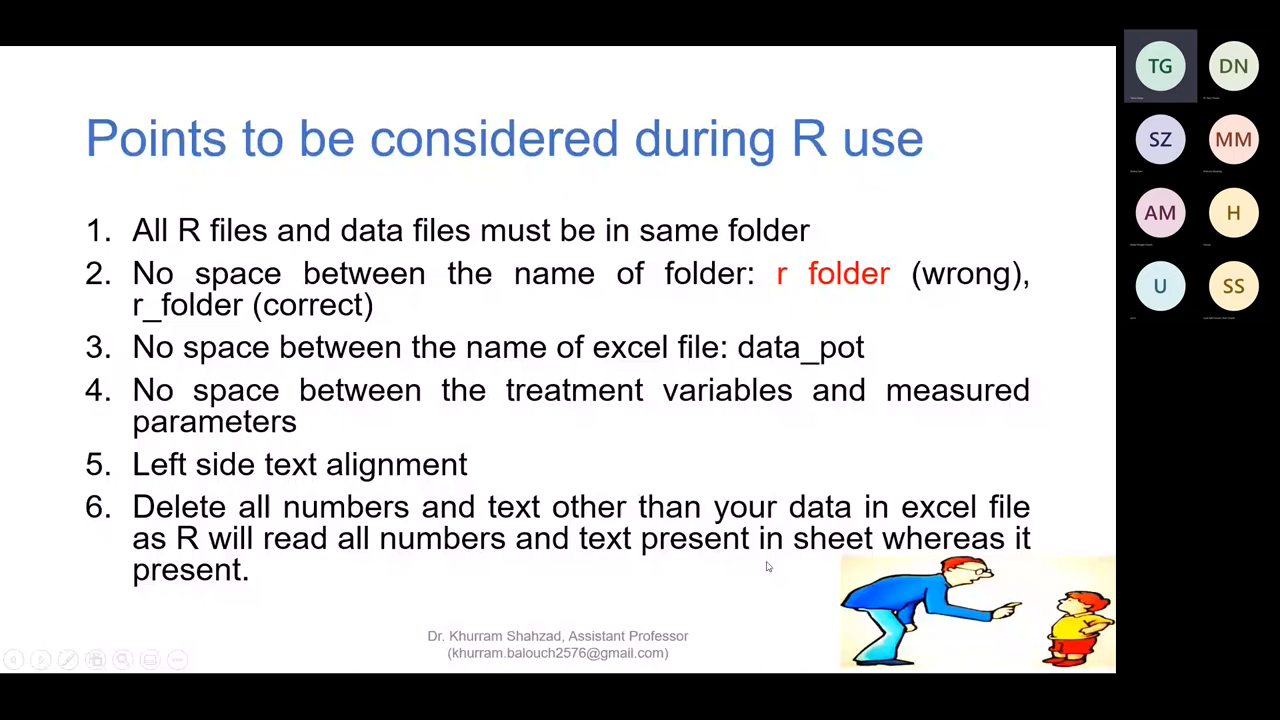 Points to be considered during R use
1. All R files and data files must be in same folder
2. No space between the name of folder: r folder (wrong),
r_folder (correct)
3. No space between the name of excel file: data_pot
4. No space between the treatment variables and measured
parameters
5. Left side text alignment
6. Delete all numbers and text other than your data in excel file
as R will read all numbers and text present in sheet whereas it
present.
Dr. Khurram Shahzad, Assistant Professor
(khurram.balouch2576@gmail.com)
TG
DN
SZ
MM
AM
H
U
SS